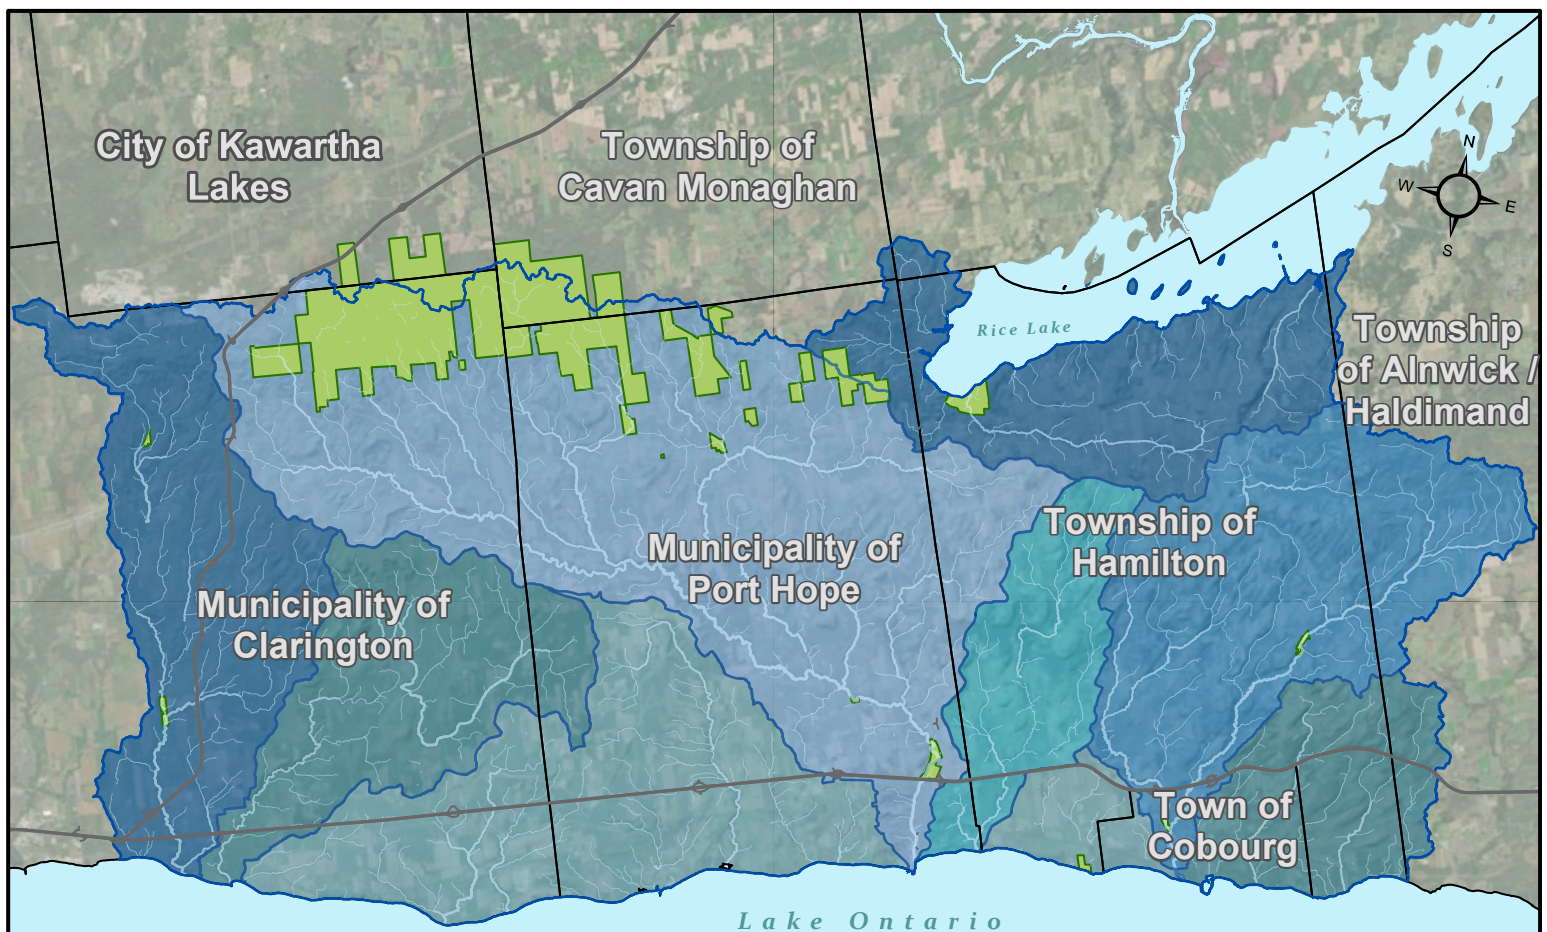 City of Kawartha
Lakes
Township of
Cavan Monaghan
N
W
E
S
Rice Lake
Township
of Alnwick /
Haldimand
Municipality of
Port Hope
Township of
Hamilton
Municipality of
Clarington
Town of
Cobourg
Lake Ontario